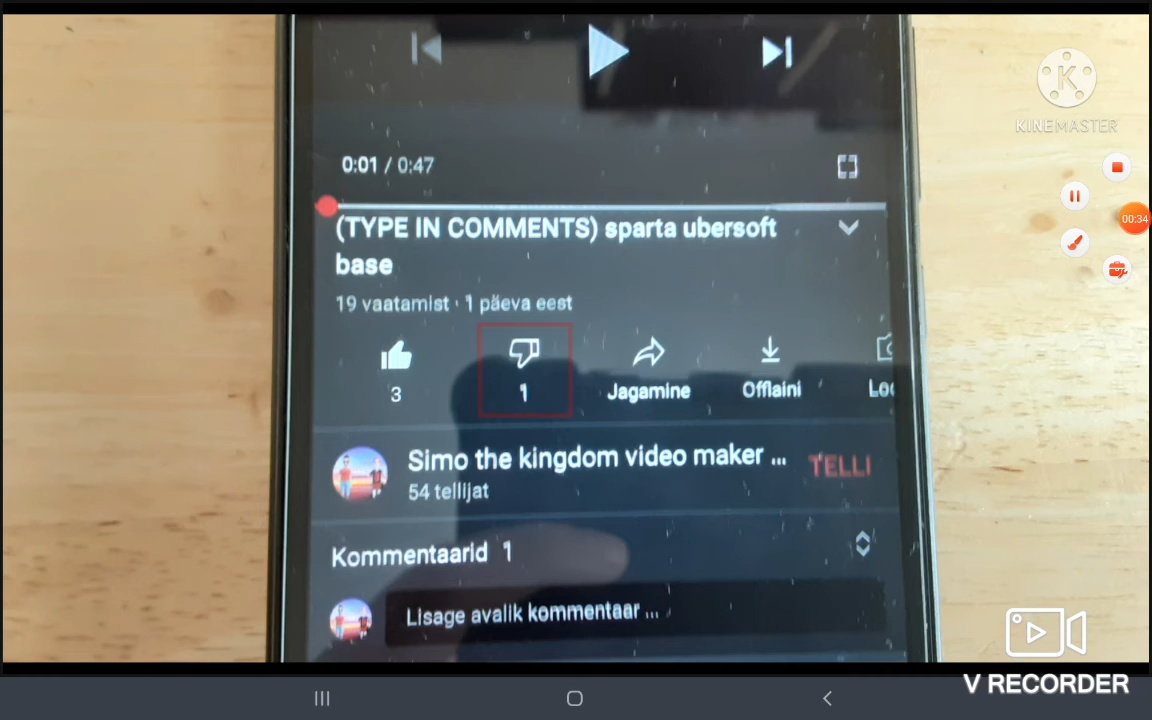 KINEMASTER
0:01 / 0:47
00:34
(TYPE IN COMMENTS) sparta ubersoft
base
19 vaatamist · 1 päeva eest
3
1
Jagamine
Offlaini
Simo the kingdom video maker ...
TELLI
54 tellijat
Kommentaarid 1
Lisage avalik kommentaar ...
V RECORDER